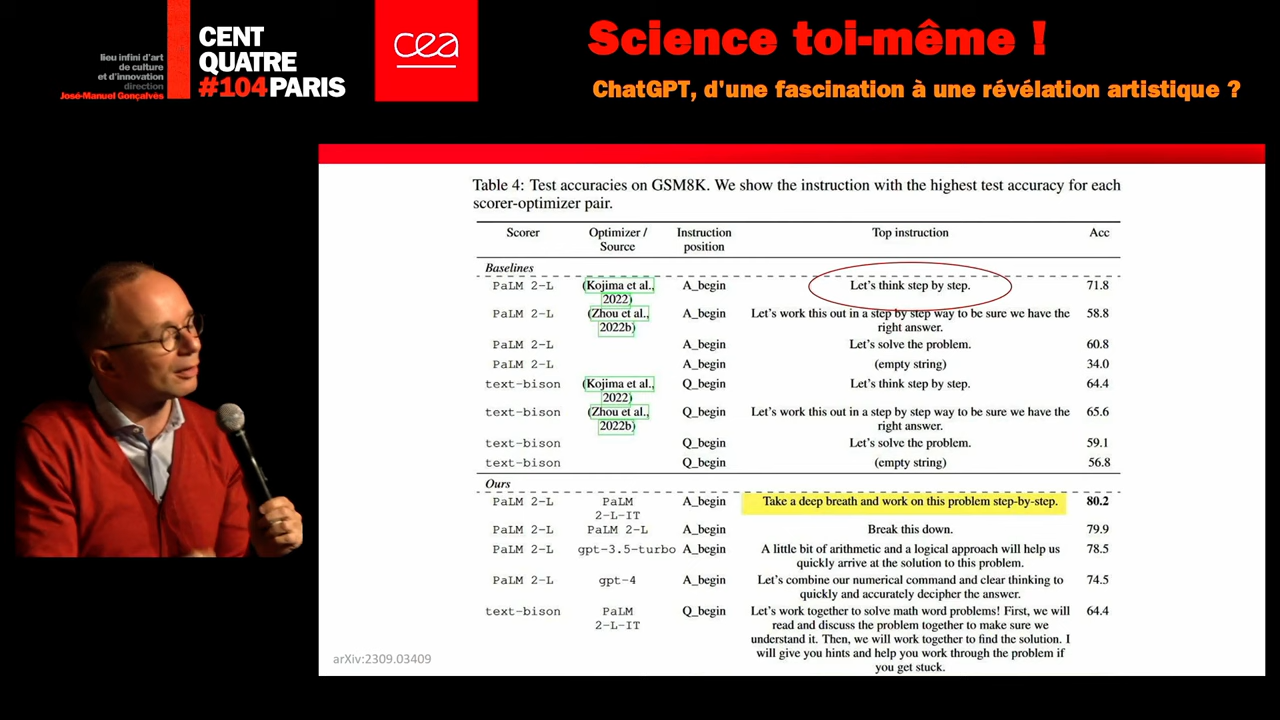 lieu infini d'art
de culture
et d'innovation
direction
José-Manuel Gonçalvès
CENT
QUATRE
#104PARIS
cea
Science toi-même !
ChatGPT, d'une fascination à une révélation artistique ?
Table 4: Test accuracies on GSM8K. We show the instruction with the highest test accuracy for each
scorer-optimizer pair.
Scorer Optimizer / Source Instruction position Top instruction Acc
Baselines
PaLM 2-L (Kojima et al., 2022) A_begin Let's think step by step. 71.8
PaLM 2-L (Zhou et al., 2022b) A_begin Let's work this out in a step by step way to be sure we have the right answer. 58.8
PaLM 2-L A_begin Let's solve the problem. 60.8
PaLM 2-L A_begin (empty string) 34.0
text-bison (Kojima et al., 2022) Q_begin Let's think step by step. 64.4
text-bison (Zhou et al., 2022b) Q_begin Let's work this out in a step by step way to be sure we have the right answer. 65.6
text-bison Q_begin Let's solve the problem. 59.1
text-bison Q_begin (empty string) 56.8
Ours
PaLM 2-L PaLM 2-L-IT A_begin Take a deep breath and work on this problem step-by-step. 80.2
PaLM 2-L PaLM 2-L A_begin Break this down. 79.9
PaLM 2-L gpt-3.5-turbo A_begin A little bit of arithmetic and a logical approach will help us quickly arrive at the solution to this problem. 78.5
PaLM 2-L gpt-4 A_begin Let's combine our numerical command and clear thinking to quickly and accurately decipher the answer. 74.5
text-bison PaLM 2-L-IT Q_begin Let's work together to solve math word problems! First, we will read and discuss the problem together to make sure we understand it. Then, we will work together to find the solution. I will give you hints and help you work through the problem if you get stuck. 64.4
arXiv:2309.03409